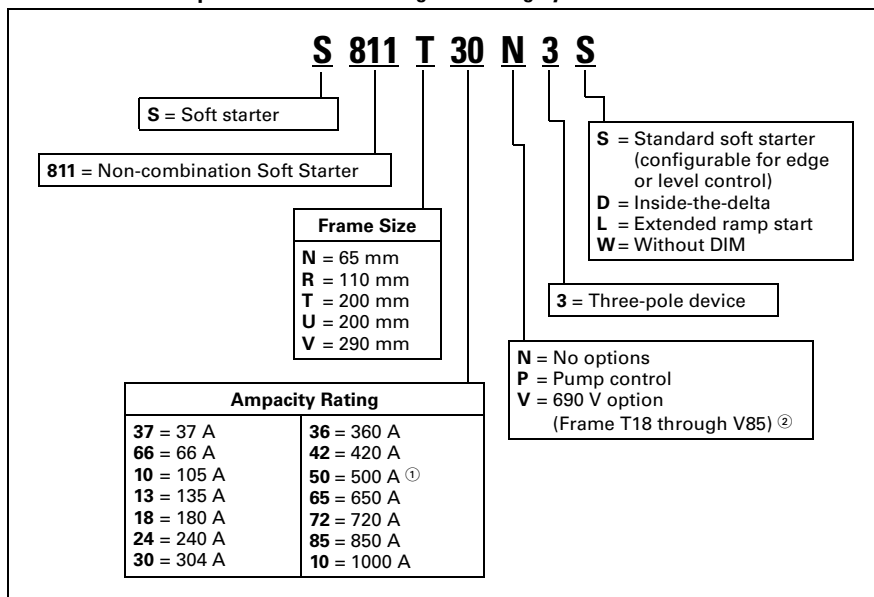 S 811 T 30 N 3 S
S = Soft starter
811 = Non-combination Soft Starter
Frame Size
N = 65 mm
R = 110 mm
T = 200 mm
U = 200 mm
V = 290 mm
Ampacity Rating
37 = 37 A
66 = 66 A
10 = 105 A
13 = 135 A
18 = 180 A
24 = 240 A
30 = 304 A
36 = 360 A
42 = 420 A
50 = 500 A ①
65 = 650 A
72 = 720 A
85 = 850 A
10 = 1000 A
S = Standard soft starter
(configurable for edge
or level control)
D = Inside-the-delta
L = Extended ramp start
W = Without DIM
3 = Three-pole device
N = No options
P = Pump control
V = 690 V option
(Frame T18 through V85) ②